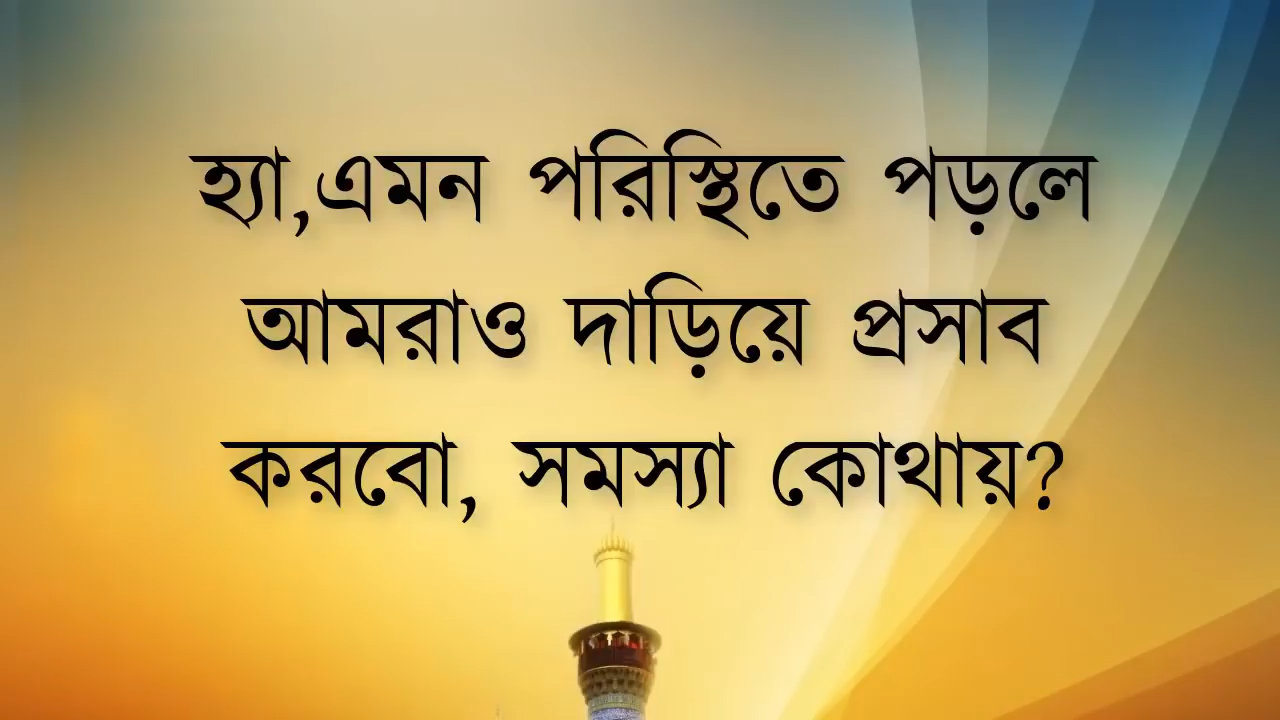 হ্যা,এমন পরিস্থিতে পড়লে
আমরাও দাড়িয়ে প্রসাব
করবো, সমস্যা কোথায়?